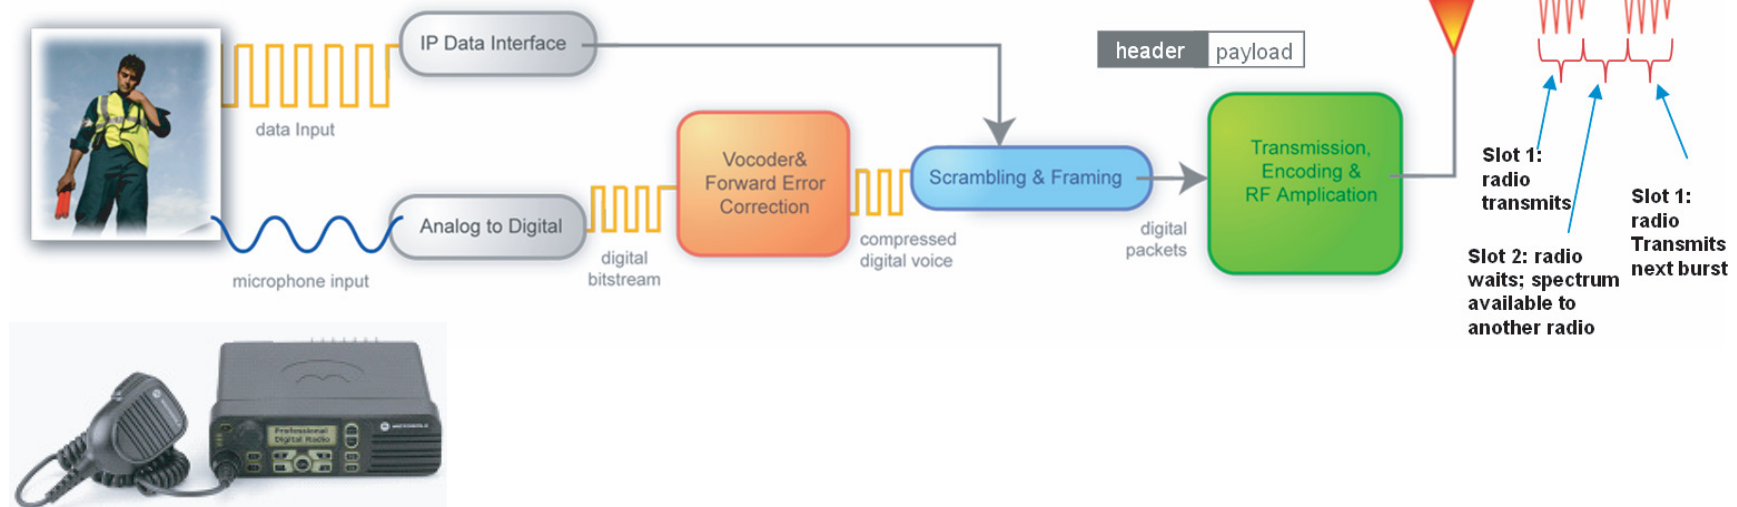 IP Data Interface
header
payload
data Input
Vocoder&
Forward Error
Correction
Transmission,
Encoding &
RF Amplication
Scrambling & Framing
Analog to Digital
microphone input
digital
bitstream
compressed
digital voice
digital
packets
Slot 1:
radio
transmits
Slot 2: radio
waits; spectrum
available to
another radio
Slot 1:
radio
Transmits
next burst
Professional
Digital Radio
MOTOROLA